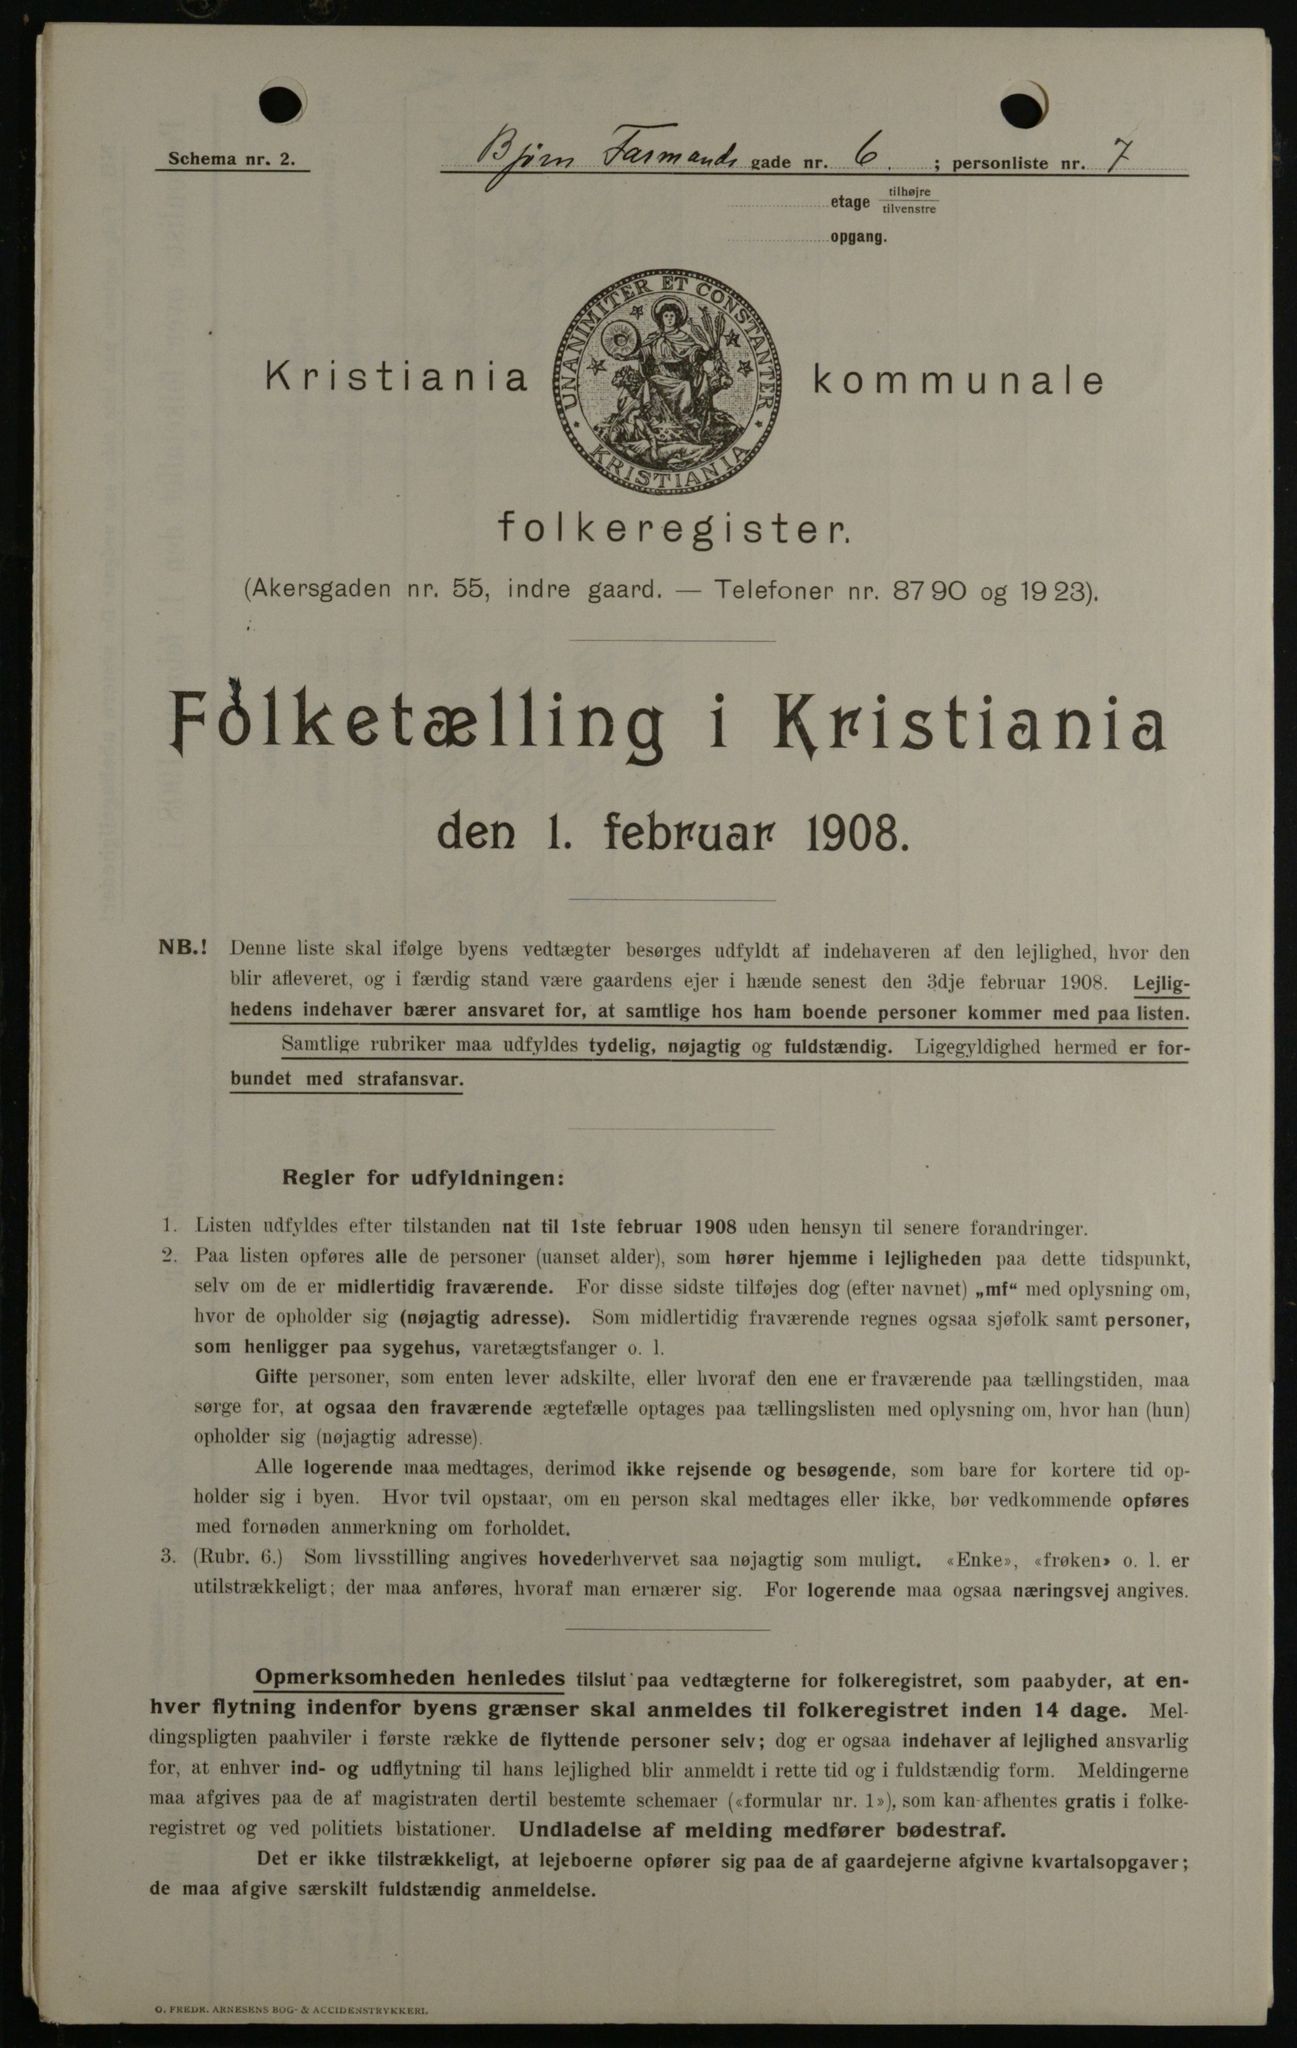 Schema nr. 2.
Bjørn Farmands gade nr. 6 ; personliste nr. 7
etage tilhøjre
tilvenstre
opgang.
UNANIMITER ET CONSTANTER
KRISTIANIA
Kristiania kommunale
folkeregister.
(Akersgaden nr. 55, indre gaard. — Telefoner nr. 87 90 og 19 23).
Folketælling i Kristiania
den 1. februar 1908.
NB.! Denne liste skal ifølge byens vedtægter besørges udfyldt af indehaveren af den lejlighed, hvor den
blir afleveret, og i færdig stand være gaardens ejer i hænde senest den 3dje februar 1908. Lejlig-
hedens indehaver bærer ansvaret for, at samtlige hos ham boende personer kommer med paa listen.
Samtlige rubriker maa udfyldes tydelig, nøjagtig og fuldstændig. Ligegyldighed hermed er for-
bundet med strafansvar.
Regler for udfyldningen:
1. Listen udfyldes efter tilstanden nat til 1ste februar 1908 uden hensyn til senere forandringer.
2. Paa listen opføres alle de personer (uanset alder), som hører hjemme i lejligheden paa dette tidspunkt,
selv om de er midlertidig fraværende. For disse sidste tilføjes dog (efter navnet) „mf“ med oplysning om,
hvor de opholder sig (nøjagtig adresse). Som midlertidig fraværende regnes ogsaa sjøfolk samt personer,
som henligger paa sygehus, varetægtsfanger o. l.
Gifte personer, som enten lever adskilte, eller hvoraf den ene er fraværende paa tællingstiden, maa
sørge for, at ogsaa den fraværende ægtefælle optages paa tællingslisten med oplysning om, hvor han (hun)
opholder sig (nøjagtig adresse).
Alle logerende maa medtages, derimod ikke rejsende og besøgende, som bare for kortere tid op-
holder sig i byen. Hvor tvil opstaar, om en person skal medtages eller ikke, bør vedkommende opføres
med fornøden anmerkning om forholdet.
3. (Rubr. 6.) Som livsstilling angives hovederhvervet saa nøjagtig som muligt. «Enke», «frøken» o. l. er
utilstrækkeligt; der maa anføres, hvoraf man ernærer sig. For logerende maa ogsaa næringsvej angives.
Opmerksomheden henledes tilslut paa vedtægterne for folkeregistret, som paabyder, at en-
hver flytning indenfor byens grænser skal anmeldes til folkeregistret inden 14 dage. Mel-
dingspligten paahviler i første række de flyttende personer selv; dog er ogsaa indehaver af lejlighed ansvarlig
for, at enhver ind- og udflytning til hans lejlighed blir anmeldt i rette tid og i fuldstændig form. Meldingerne
maa afgives paa de af magistraten dertil bestemte schemaer («formular nr. 1»), som kan afhentes gratis i folke-
registret og ved politiets bistationer. Undladelse af melding medfører bødestraf.
Det er ikke tilstrækkeligt, at lejeboerne opfører sig paa de af gaardejerne afgivne kvartalsopgaver;
de maa afgive særskilt fuldstændig anmeldelse.
O. FREDR. ARNESENS BOG- & ACCIDENSTRYKKERI.